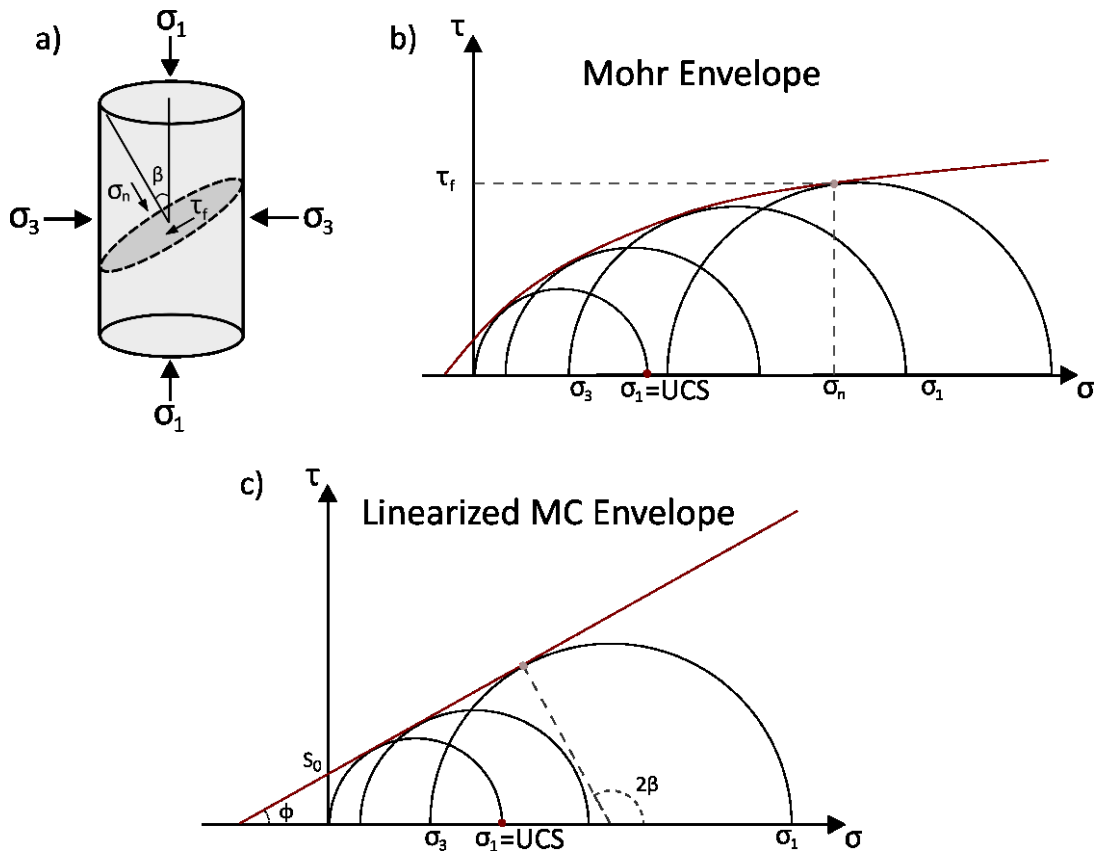 a)
σ₁
β
σₙ
τf
σ₃
σ₃
σ₁
b)
τ
Mohr Envelope
τf
σ₃
σ₁=UCS
σₙ
σ₁
σ
c)
τ
Linearized MC Envelope
S₀
ϕ
2β
σ₃
σ₁=UCS
σ₁
σ